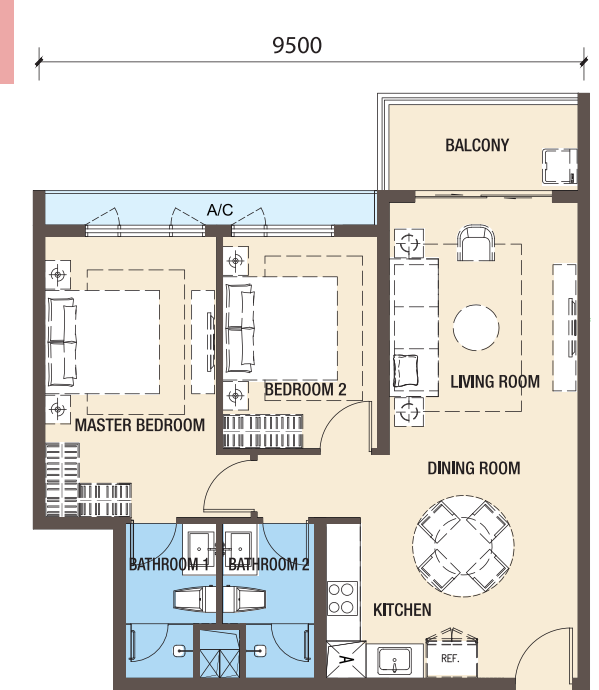 9500
BALCONY
A/C
BEDROOM 2
LIVING ROOM
MASTER BEDROOM
DINING ROOM
BATHROOM 1
BATHROOM 2
KITCHEN
A
REF.